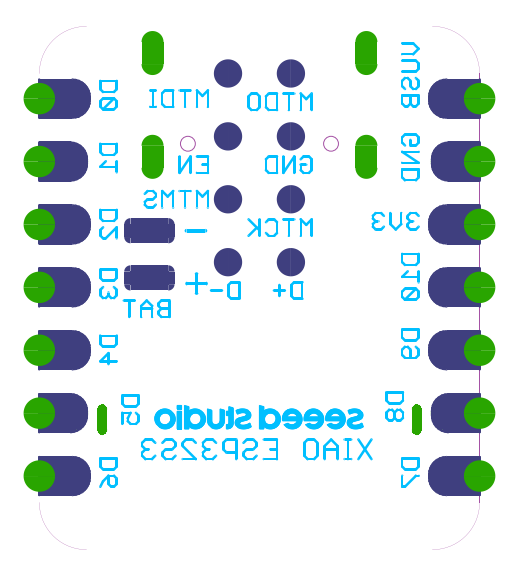 VUSB
D0
MTDI
MTDO
D1
EN
GND
GND
D2
MTMS
MTCK
3V3
-
D3
+
D-
D+
D10
BAT
D4
D9
D5
D8
seeed studio
XIAO ESP32S3
D6
D7